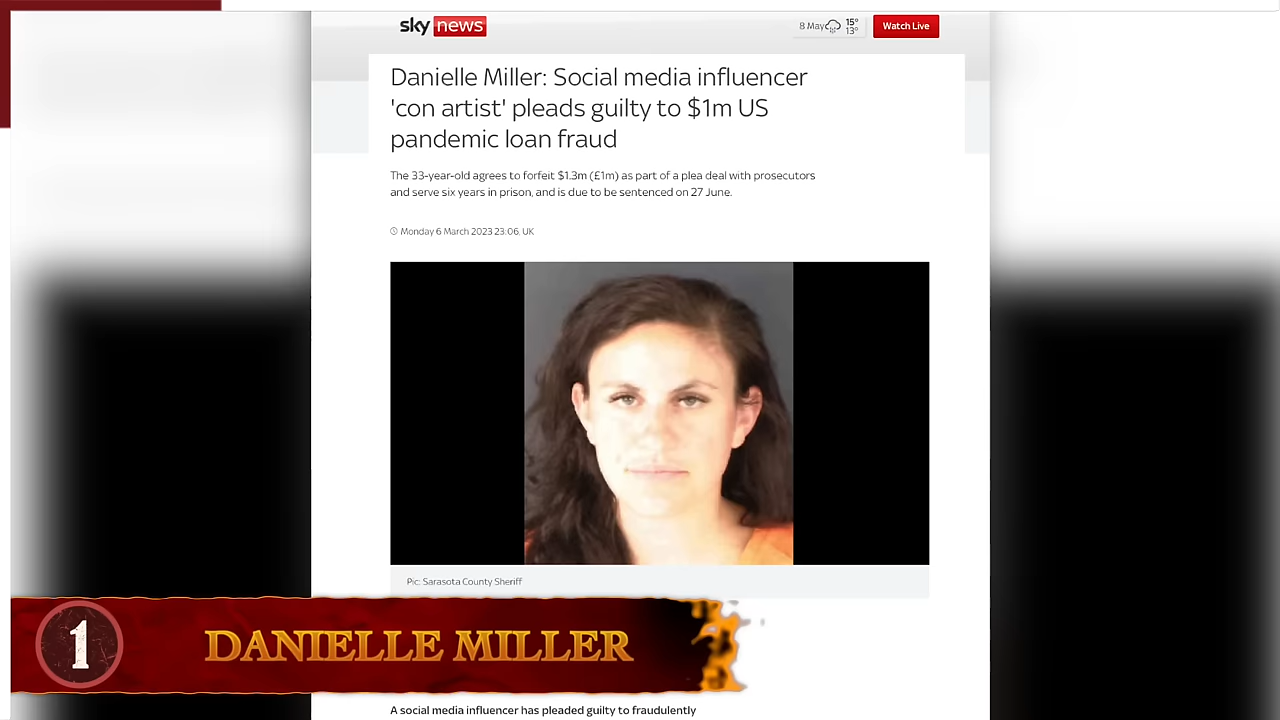 sky news
8 May 15° 13°
Watch Live
Danielle Miller: Social media influencer
'con artist' pleads guilty to $1m US
pandemic loan fraud
The 33-year-old agrees to forfeit $1.3m (£1m) as part of a plea deal with prosecutors
and serve six years in prison, and is due to be sentenced on 27 June.
Monday 6 March 2023 23:06, UK
Pic: Sarasota County Sheriff
1
DANIELLE MILLER
A social media influencer has pleaded guilty to fraudulently